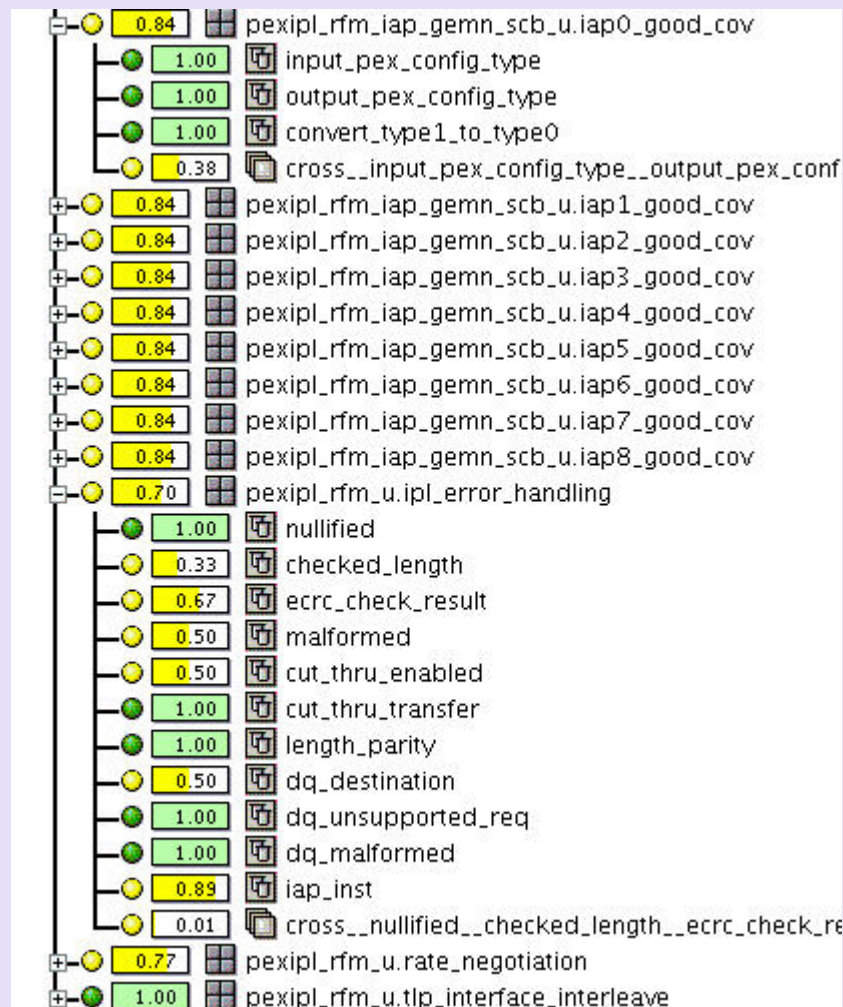 0.84 pexipl_rfm_iap_gemn_scb_u.iap0_good_cov
1.00 input_pex_config_type
1.00 output_pex_config_type
1.00 convert_type1_to_type0
0.38 cross__input_pex_config_type__output_pex_conf
0.84 pexipl_rfm_iap_gemn_scb_u.iap1_good_cov
0.84 pexipl_rfm_iap_gemn_scb_u.iap2_good_cov
0.84 pexipl_rfm_iap_gemn_scb_u.iap3_good_cov
0.84 pexipl_rfm_iap_gemn_scb_u.iap4_good_cov
0.84 pexipl_rfm_iap_gemn_scb_u.iap5_good_cov
0.84 pexipl_rfm_iap_gemn_scb_u.iap6_good_cov
0.84 pexipl_rfm_iap_gemn_scb_u.iap7_good_cov
0.84 pexipl_rfm_iap_gemn_scb_u.iap8_good_cov
0.70 pexipl_rfm_u.ipl_error_handling
1.00 nullified
0.33 checked_length
0.67 ecrc_check_result
0.50 malformed
0.50 cut_thru_enabled
1.00 cut_thru_transfer
1.00 length_parity
0.50 dq_destination
1.00 dq_unsupported_req
1.00 dq_malformed
0.89 iap_inst
0.01 cross__nullified__checked_length__ecrc_check_re
0.77 pexipl_rfm_u.rate_negotiation
1.00 pexipl_rfm_u.tlp_interface_interleave